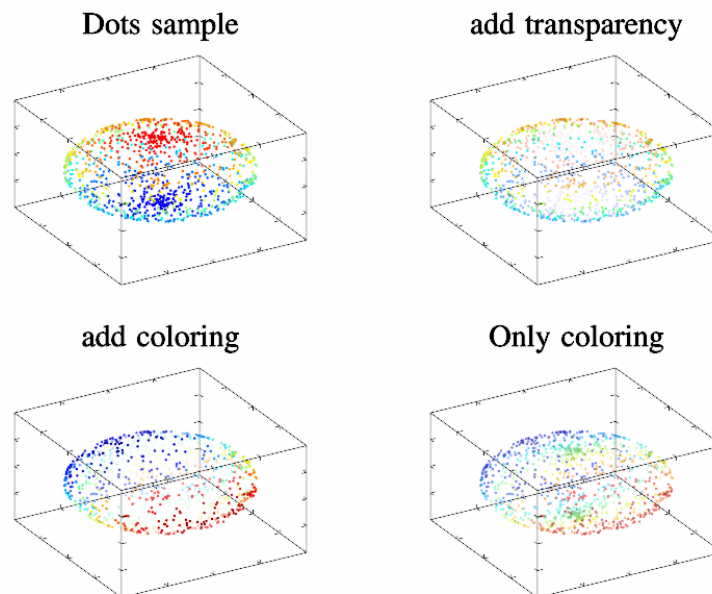 Dots sample
add transparency
add coloring
Only coloring